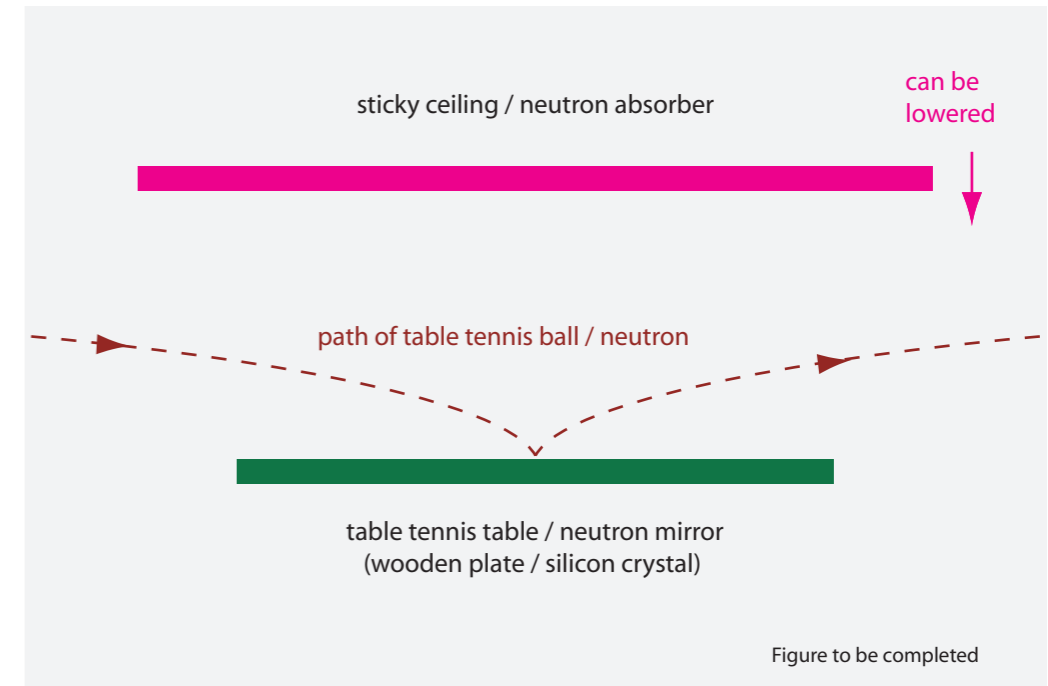 sticky ceiling / neutron absorber
can be
lowered
path of table tennis ball / neutron
table tennis table / neutron mirror
(wooden plate / silicon crystal)
Figure to be completed